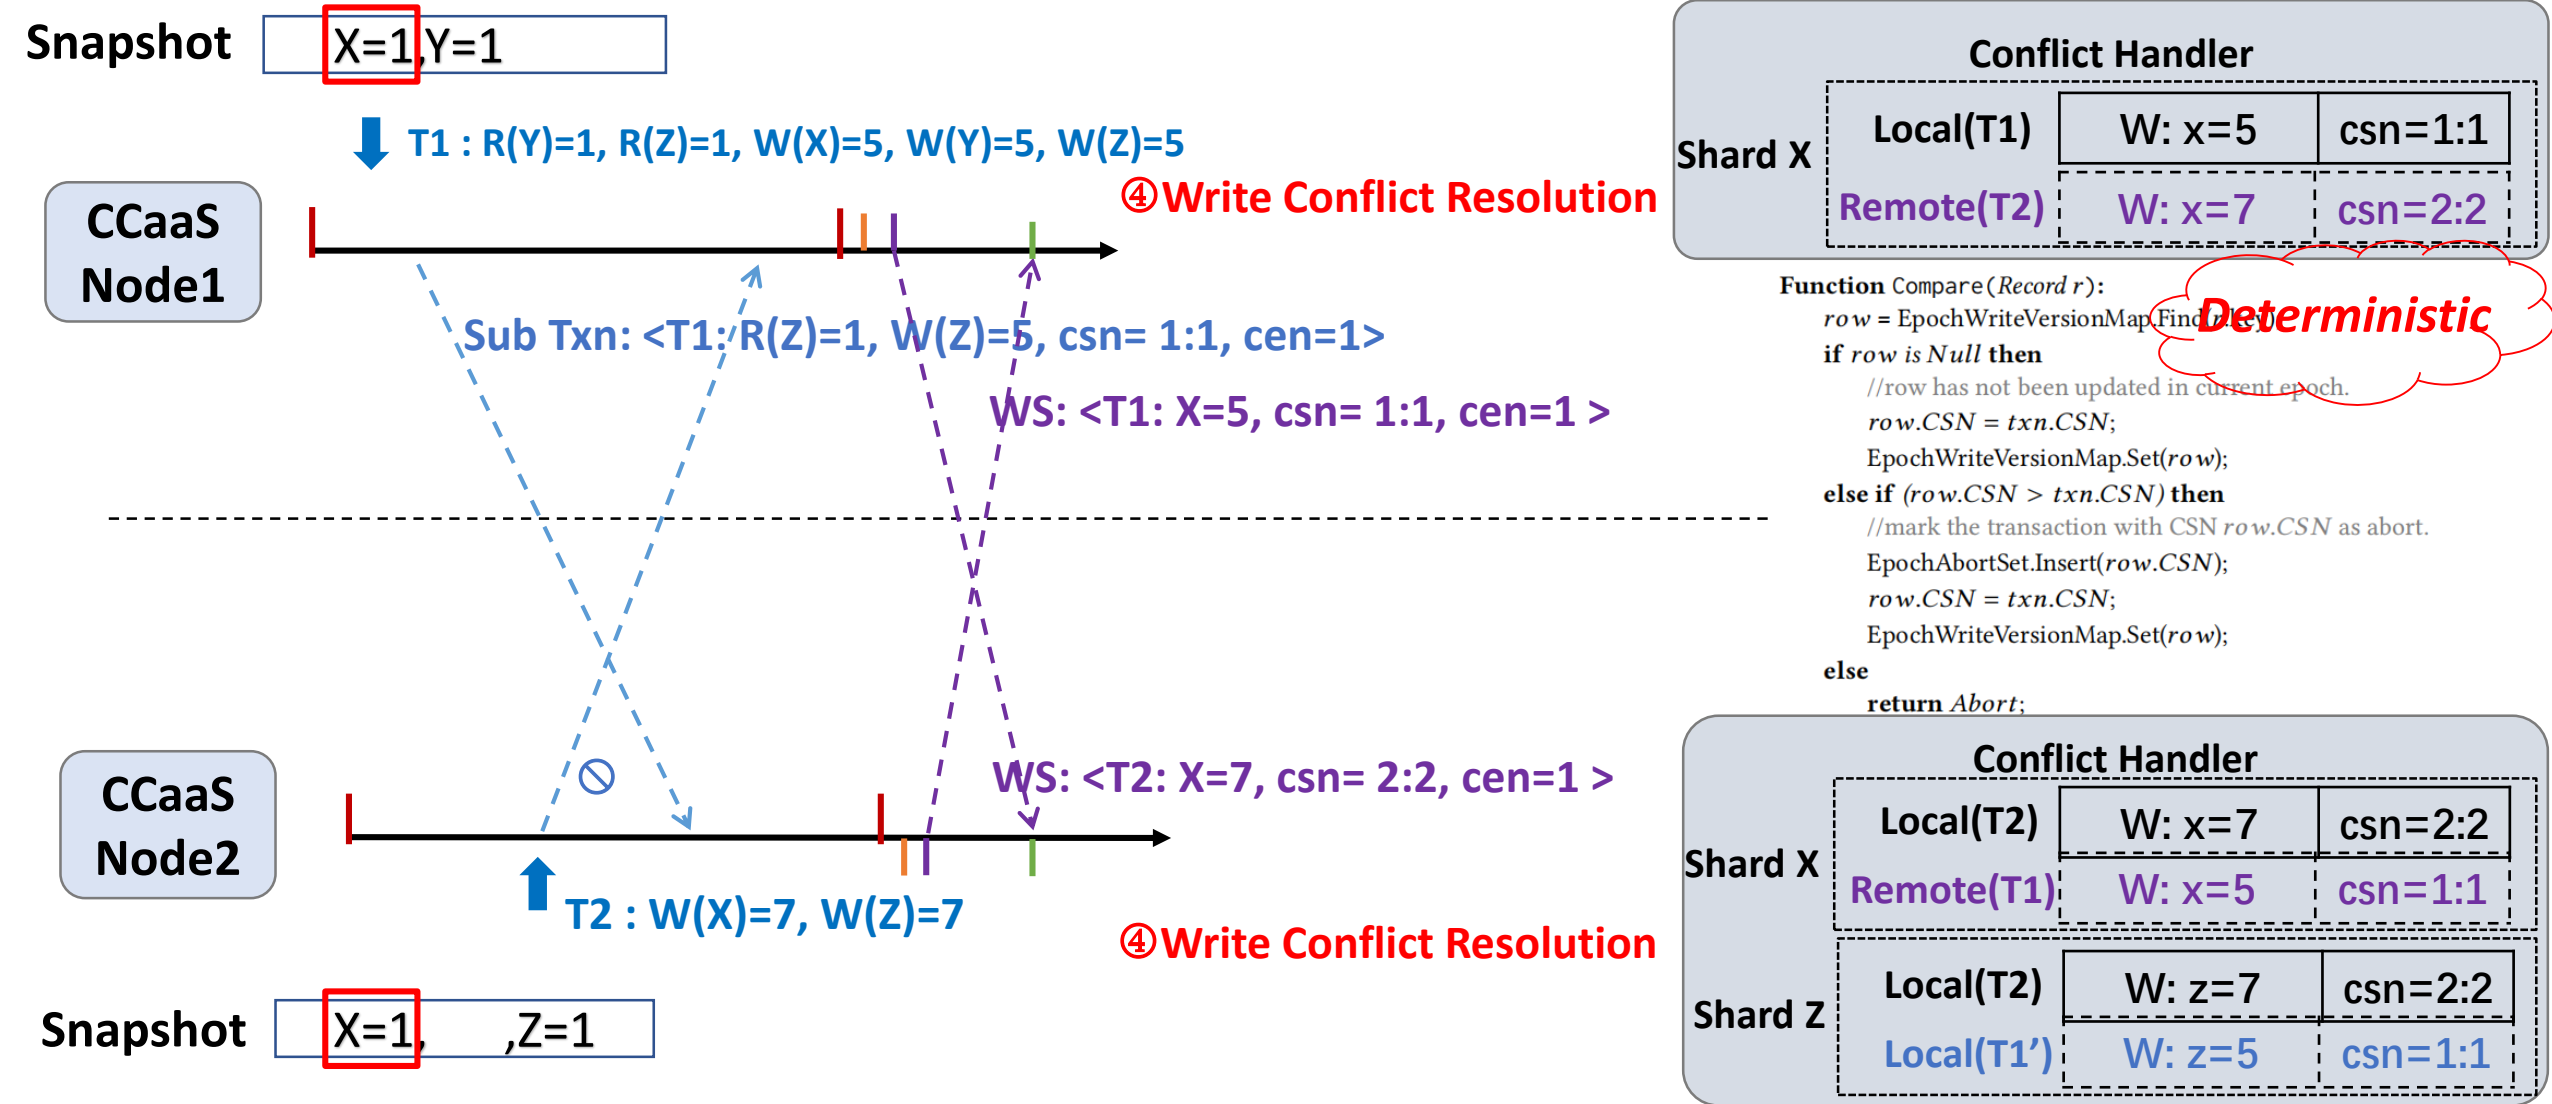 Snapshot
X=1,Y=1
T1 : R(Y)=1, R(Z)=1, W(X)=5, W(Y)=5, W(Z)=5
④Write Conflict Resolution
CCaaS
Node1
Sub Txn: <T1: R(Z)=1, W(Z)=5, csn= 1:1, cen=1>
WS: <T1: X=5, csn= 1:1, cen=1 >
WS: <T2: X=7, csn= 2:2, cen=1 >
CCaaS
Node2
T2 : W(X)=7, W(Z)=7
④Write Conflict Resolution
Snapshot
X=1, ,Z=1
Conflict Handler
Shard X
Local(T1) W: x=5 csn=1:1
Remote(T2) W: x=7 csn=2:2
Deterministic
Function Compare(Record r):
row = EpochWriteVersionMap.Find(r.key)
if row is Null then
//row has not been updated in current epoch.
row.CSN = txn.CSN;
EpochWriteVersionMap.Set(row);
else if (row.CSN > txn.CSN) then
//mark the transaction with CSN row.CSN as abort.
EpochAbortSet.Insert(row.CSN);
row.CSN = txn.CSN;
EpochWriteVersionMap.Set(row);
else
return Abort;
Conflict Handler
Shard X
Local(T2) W: x=7 csn=2:2
Remote(T1) W: x=5 csn=1:1
Shard Z
Local(T2) W: z=7 csn=2:2
Local(T1’) W: z=5 csn=1:1